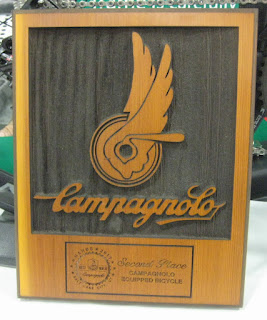 Campagnolo
Second Place
CAMPAGNOLO
EQUIPPED BICYCLE